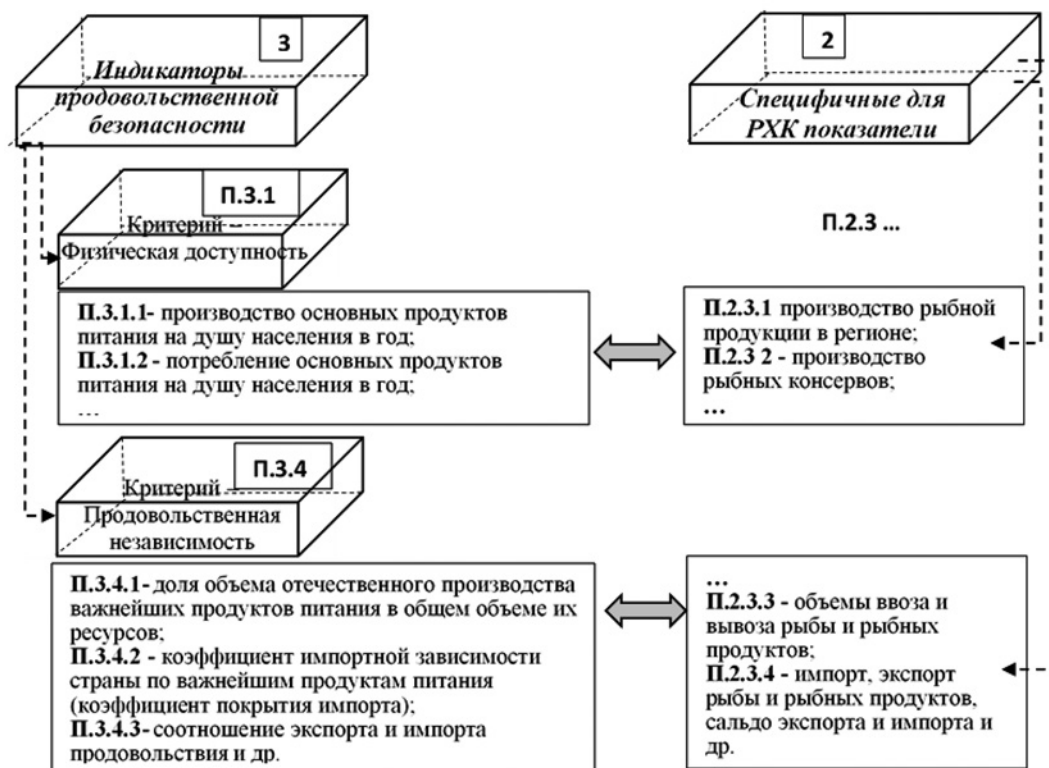 3
Индикаторы
продовольственной
безопасности
2
Специфичные для
РХК показатели
П.3.1
Критерий –
Физическая доступность
П.2.3 ...
П.3.1.1- производство основных продуктов
питания на душу населения в год;
П.3.1.2 - потребление основных продуктов
питания на душу населения в год;
...
П.2.3.1 производство рыбной
продукции в регионе;
П.2.3 2 - производство
рыбных консервов;
...
П.3.4
Критерий –
Продовольственная
независимость
П.3.4.1- доля объема отечественного производства
важнейших продуктов питания в общем объеме их
ресурсов;
П.3.4.2 - коэффициент импортной зависимости
страны по важнейшим продуктам питания
(коэффициент покрытия импорта);
П.3.4.3- соотношение экспорта и импорта
продовольствия и др.
...
П.2.3.3 - объемы ввоза и
вывоза рыбы и рыбных
продуктов;
П.2.3.4 - импорт, экспорт
рыбы и рыбных продуктов,
сальдо экспорта и импорта и
др.